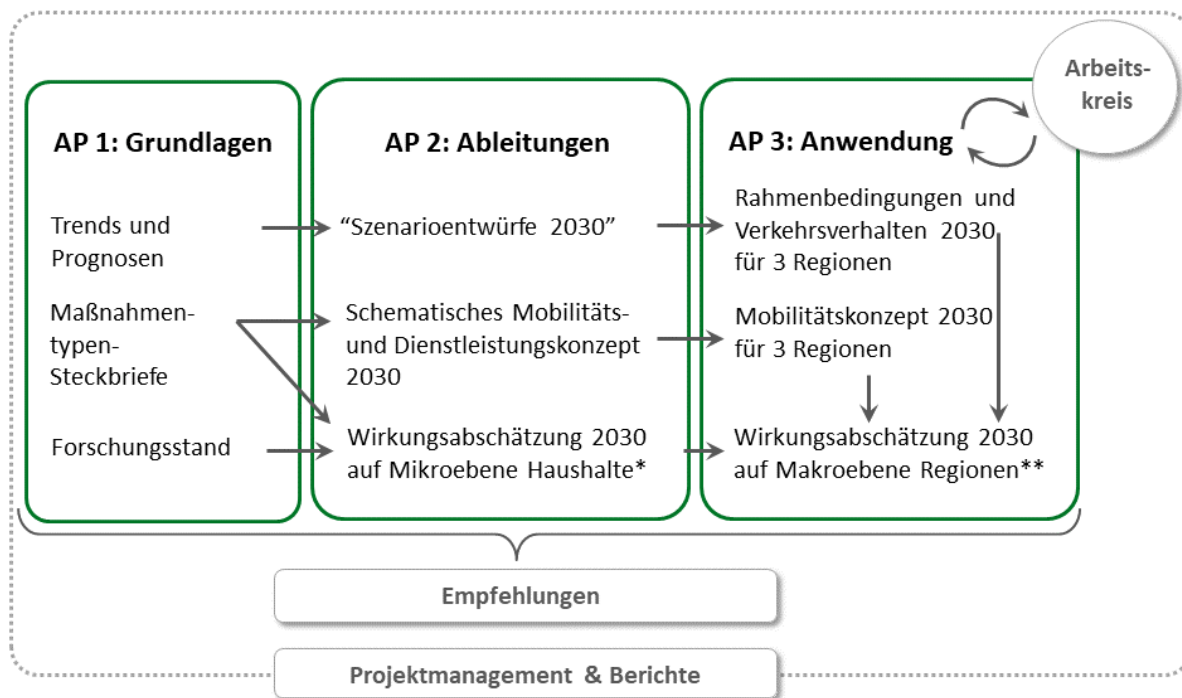 Arbeits-
kreis
AP 1: Grundlagen
Trends und
Prognosen
Maßnahmen-
typen-
Steckbriefe
Forschungsstand
AP 2: Ableitungen
“Szenarioentwürfe 2030”
Schematisches Mobilitäts-
und Dienstleistungskonzept
2030
Wirkungsabschätzung 2030
auf Mikroebene Haushalte*
AP 3: Anwendung
Rahmenbedingungen und
Verkehrsverhalten 2030
für 3 Regionen
Mobilitätskonzept 2030
für 3 Regionen
Wirkungsabschätzung 2030
auf Makroebene Regionen**
Empfehlungen
Projektmanagement & Berichte